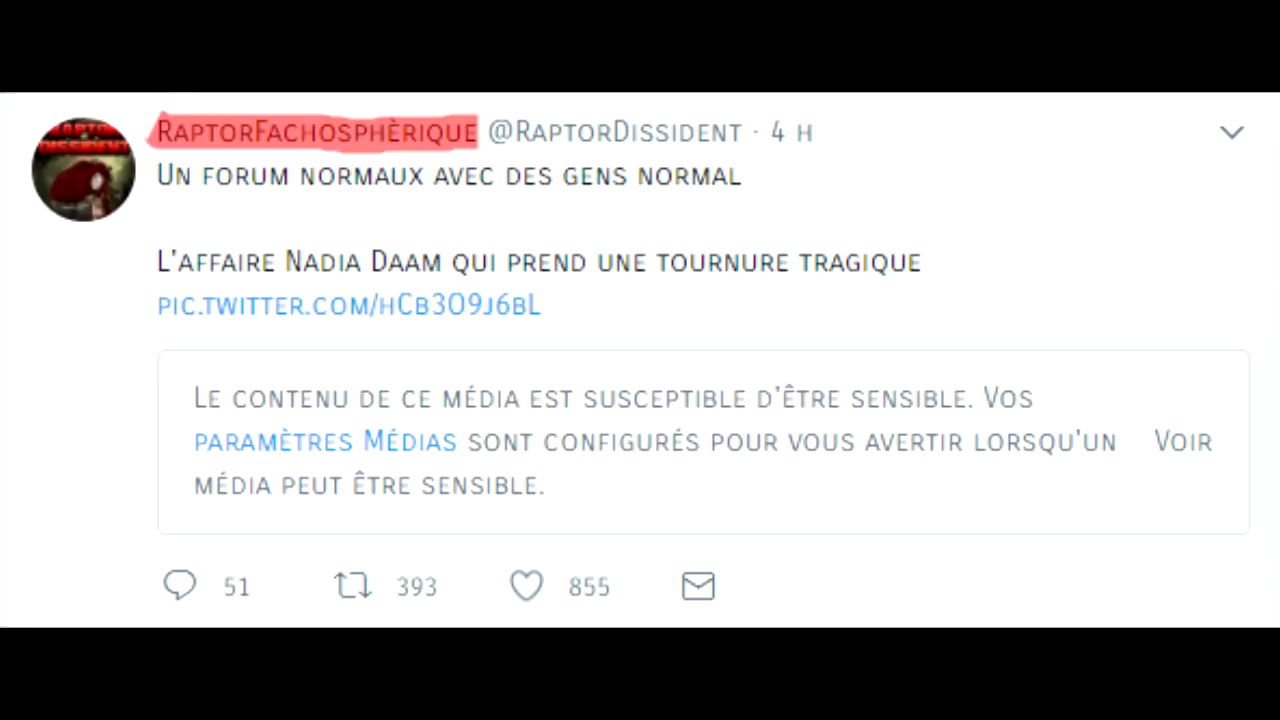 RAPTOR
DISSIDENT
RaptorFachosphèrique @RaptorDissident · 4 h
Un forum normaux avec des gens normal
L'affaire Nadia Daam qui prend une tournure tragique
pic.twitter.com/hCb3O9j6bL
Le contenu de ce média est susceptible d'être sensible. Vos
paramètres Médias sont configurés pour vous avertir lorsqu'un Voir
média peut être sensible.
51 393 855